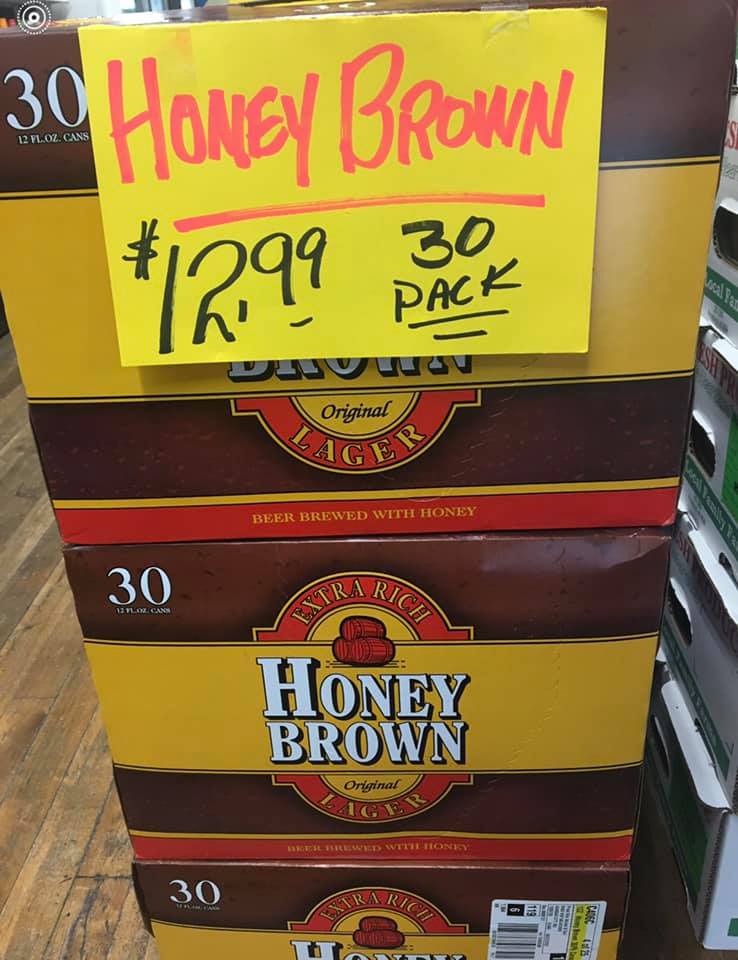 30
12 FL.OZ. CANS
HONEY BROWN
$12.99
30
PACK
BROWN
Original
LAGER
BEER BREWED WITH HONEY
30
12 FL.OZ. CANS
EXTRA RICH
HONEY
BROWN
Original
LAGER
BEER BREWED WITH HONEY
30
12 FL.OZ. CANS
EXTRA RICH
HONEY